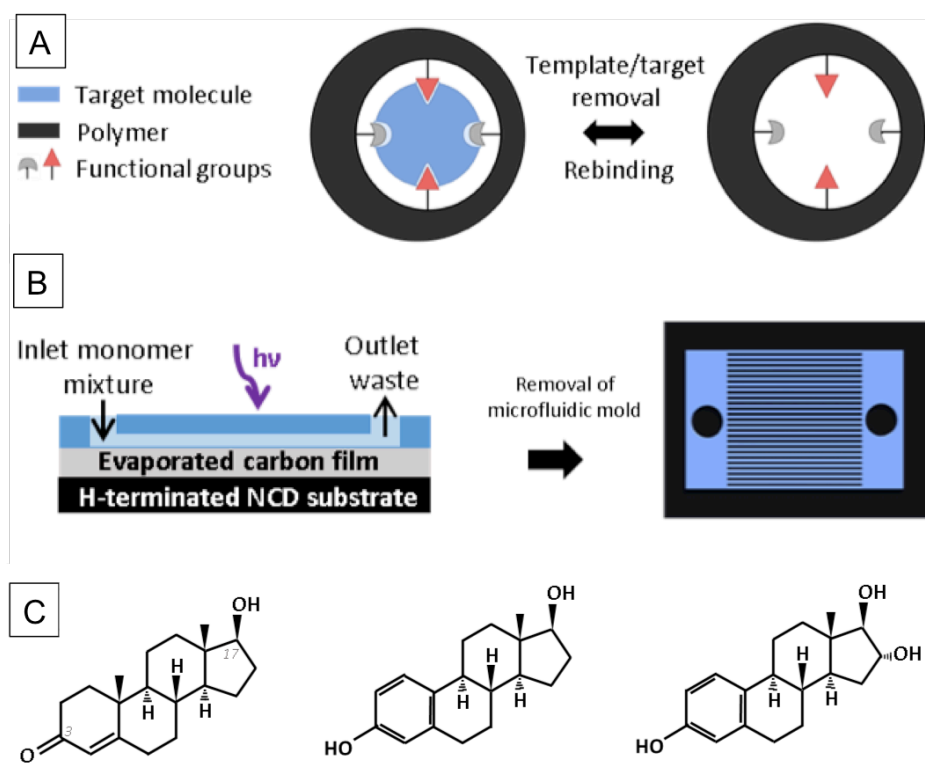 A
Target molecule
Polymer
Functional groups
Template/target
removal
Rebinding
B
Inlet monomer
mixture
hν
Outlet
waste
Evaporated carbon film
H-terminated NCD substrate
Removal of
microfluidic mold
C
OH
17
H
H
H
3
O
OH
H
H
H
HO
OH
OH
H
H
H
HO